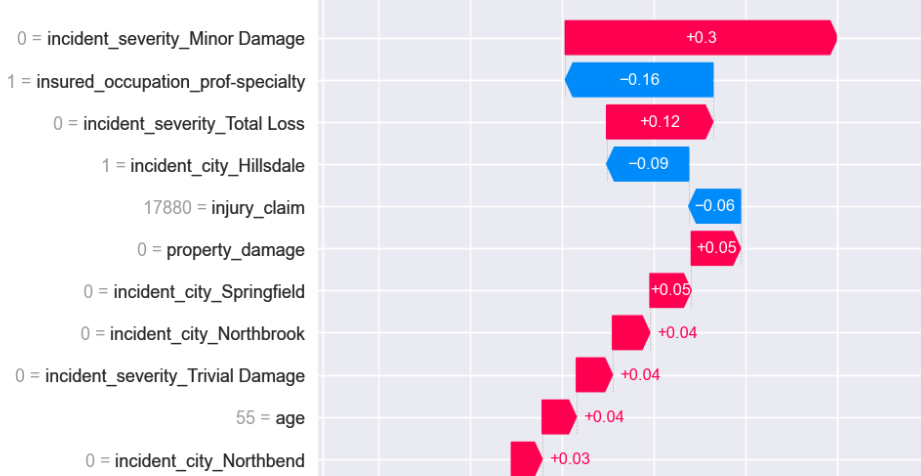 0 = incident_severity_Minor Damage +0.3
1 = insured_occupation_prof-specialty −0.16
0 = incident_severity_Total Loss +0.12
1 = incident_city_Hillsdale −0.09
17880 = injury_claim −0.06
0 = property_damage +0.05
0 = incident_city_Springfield +0.05
0 = incident_city_Northbrook +0.04
0 = incident_severity_Trivial Damage +0.04
55 = age +0.04
0 = incident_city_Northbend +0.03